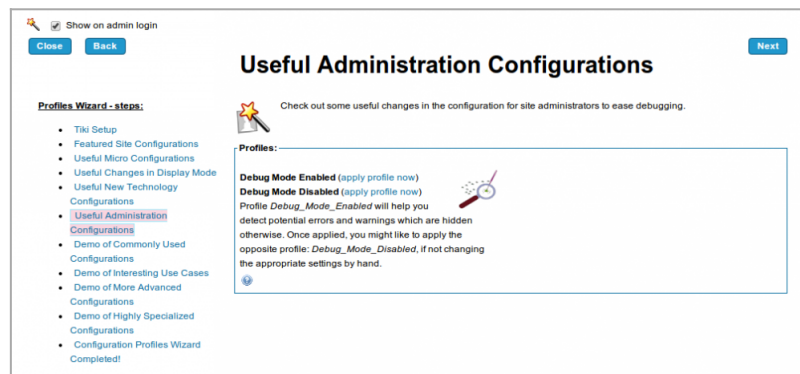 Show on admin login
Close Back Next
Useful Administration Configurations
Check out some useful changes in the configuration for site administrators to ease debugging.
Profiles Wizard - steps:
Tiki Setup
Featured Site Configurations
Useful Micro Configurations
Useful Changes in Display Mode
Useful New Technology
Configurations
Useful Administration
Configurations
Demo of Commonly Used
Configurations
Demo of Interesting Use Cases
Demo of More Advanced
Configurations
Demo of Highly Specialized
Configurations
Configuration Profiles Wizard
Completed!
Profiles:
Debug Mode Enabled (apply profile now)
Debug Mode Disabled (apply profile now)
Profile Debug_Mode_Enabled will help you
detect potential errors and warnings which are hidden
otherwise. Once applied, you might like to apply the
opposite profile: Debug_Mode_Disabled, if not changing
the appropriate settings by hand.